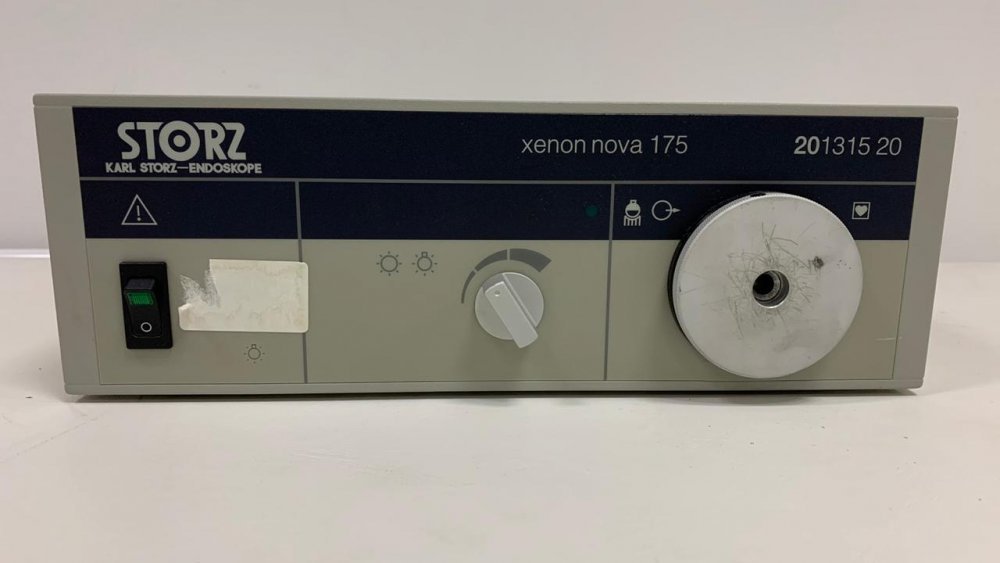 STORZ
KARL STORZ—ENDOSKOPE
xenon nova 175
201315 20